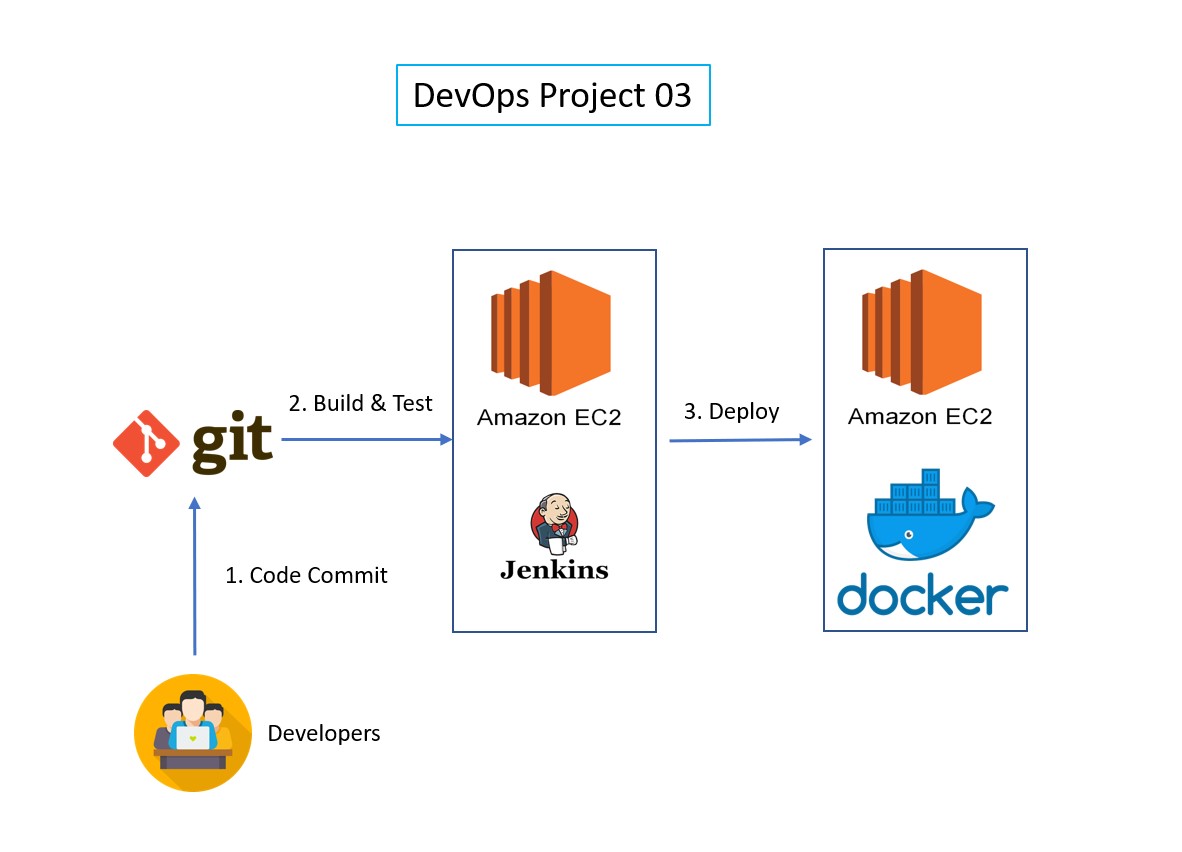 DevOps Project 03
2. Build & Test
git
Amazon EC2
Jenkins
3. Deploy
Amazon EC2
docker
1. Code Commit
Developers